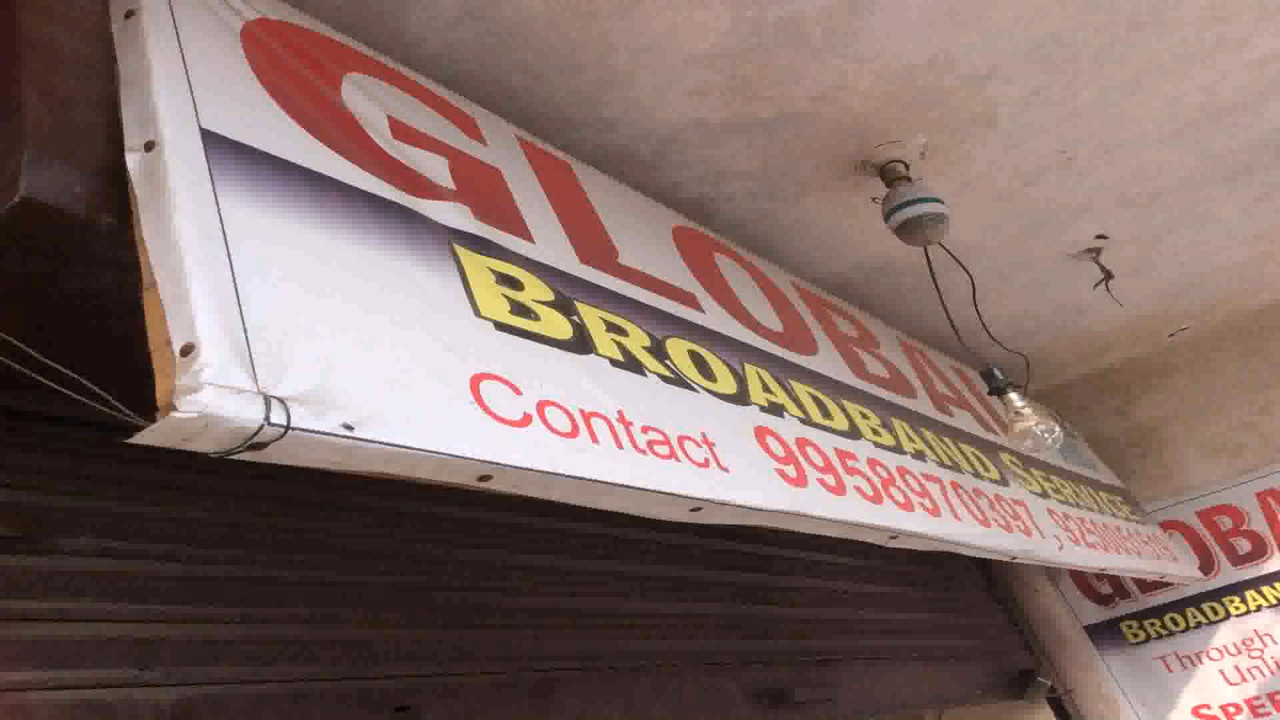 GLOBAL
BROADBAND SERVICE
Contact 9958970397,
GLOBA
BROADBAN
Through
Unli
SPEE